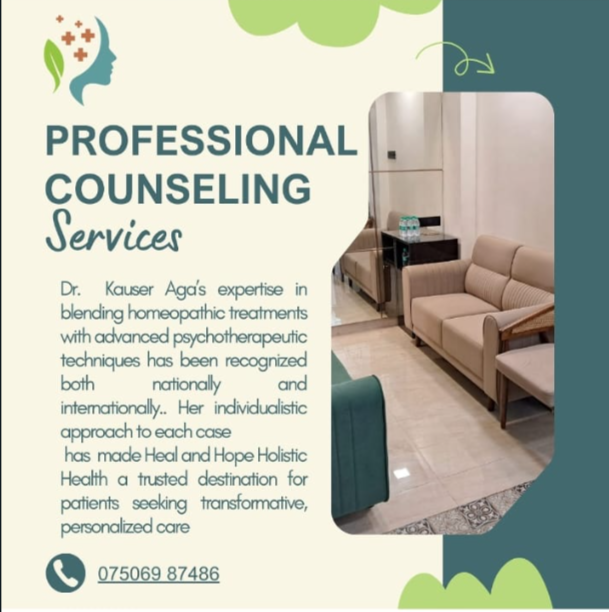 PROFESSIONAL
COUNSELING
Services
Dr. Kauser Aga's expertise in
blending homeopathic treatments
with advanced psychotherapeutic
techniques has been recognized
both nationally and
internationally.. Her individualistic
approach to each case
has made Heal and Hope Holistic
Health a trusted destination for
patients seeking transformative,
personalized care
075069 87486